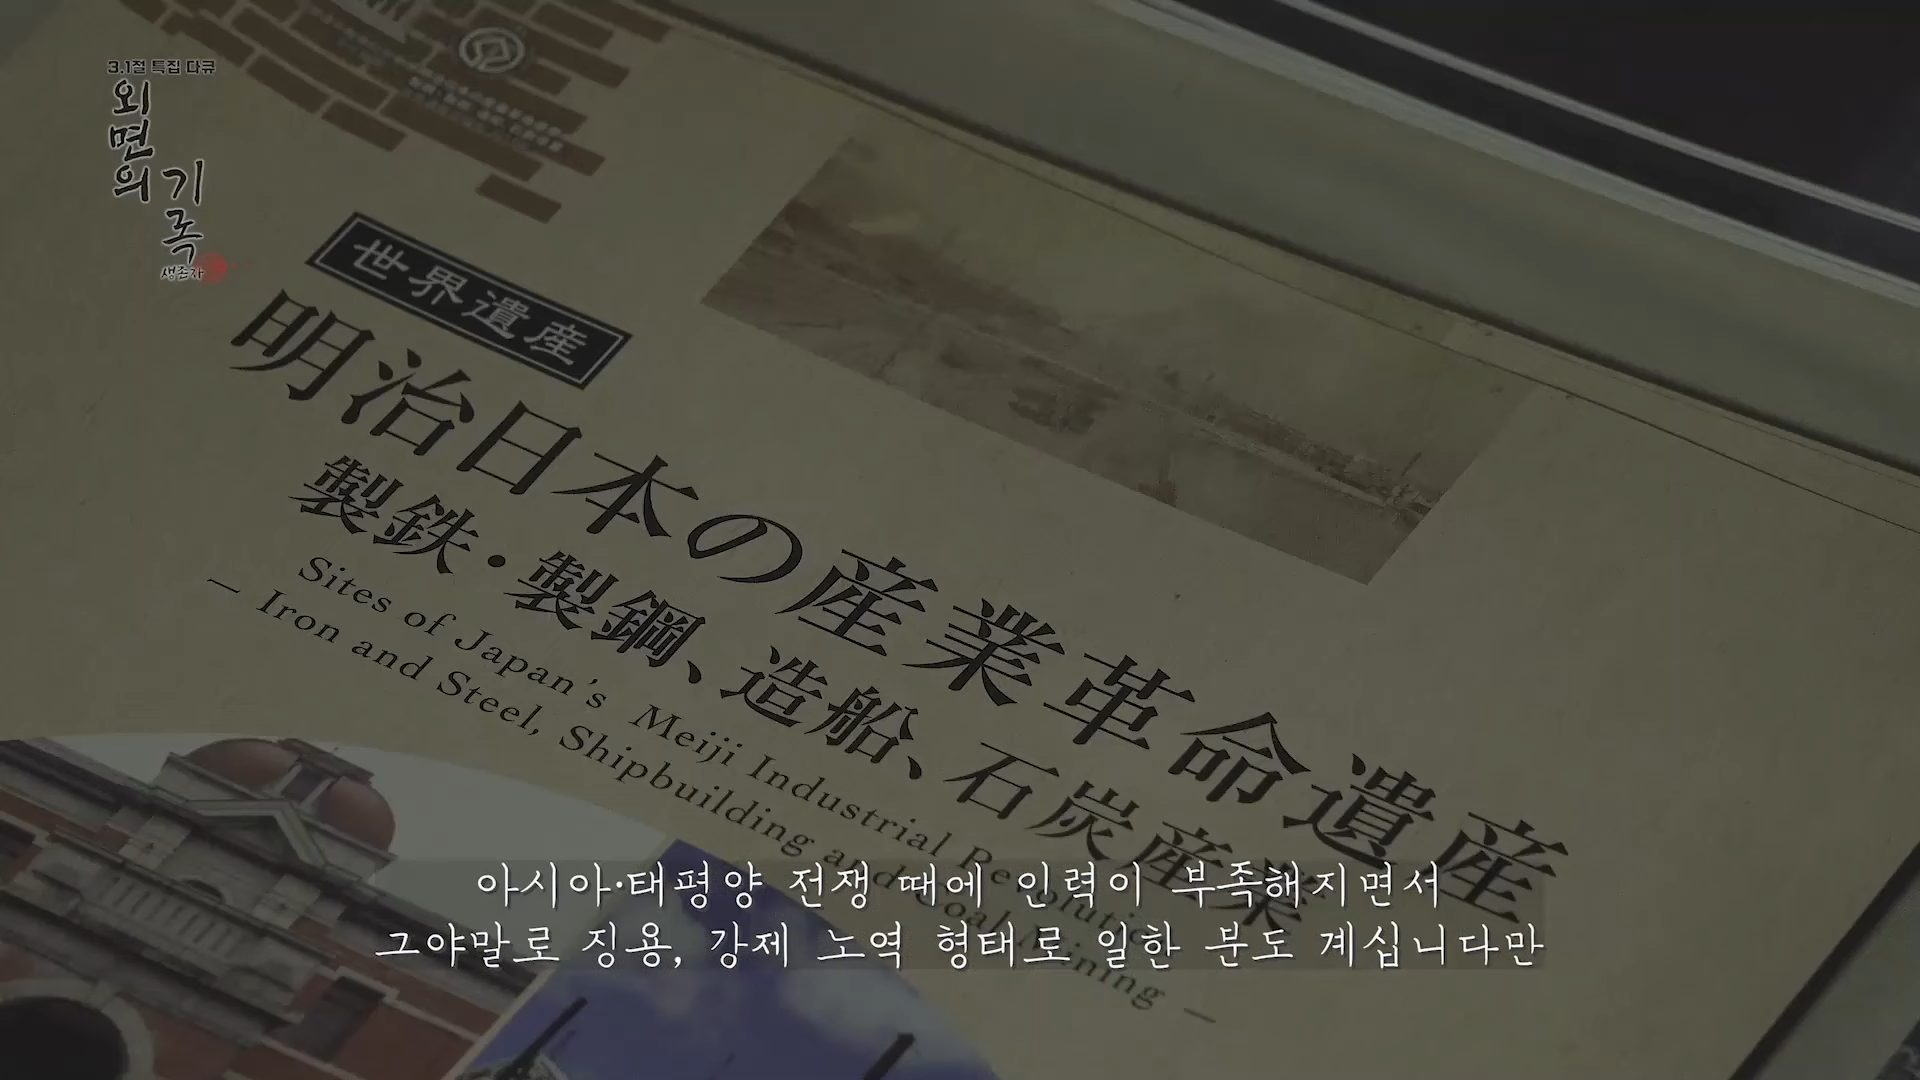 3.1절 특집 다큐
외면의
기록
생존자
世界遺産
明治日本の産業革命遺産
製鉄・製鋼、造船、石炭産業
Sites of Japan's Meiji Industrial Revolution
— Iron and Steel, Shipbuilding and Coal Mining —
아시아·태평양 전쟁 때에 인력이 부족해지면서
그야말로 징용, 강제 노역 형태로 일한 분도 계십니다만